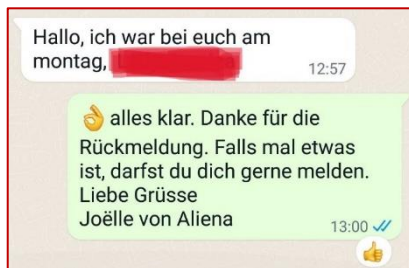 Hallo, ich war bei euch am
montag,
12:57
👌 alles klar. Danke für die
Rückmeldung. Falls mal etwas
ist, darfst du dich gerne melden.
Liebe Grüsse
Joëlle von Aliena
13:00